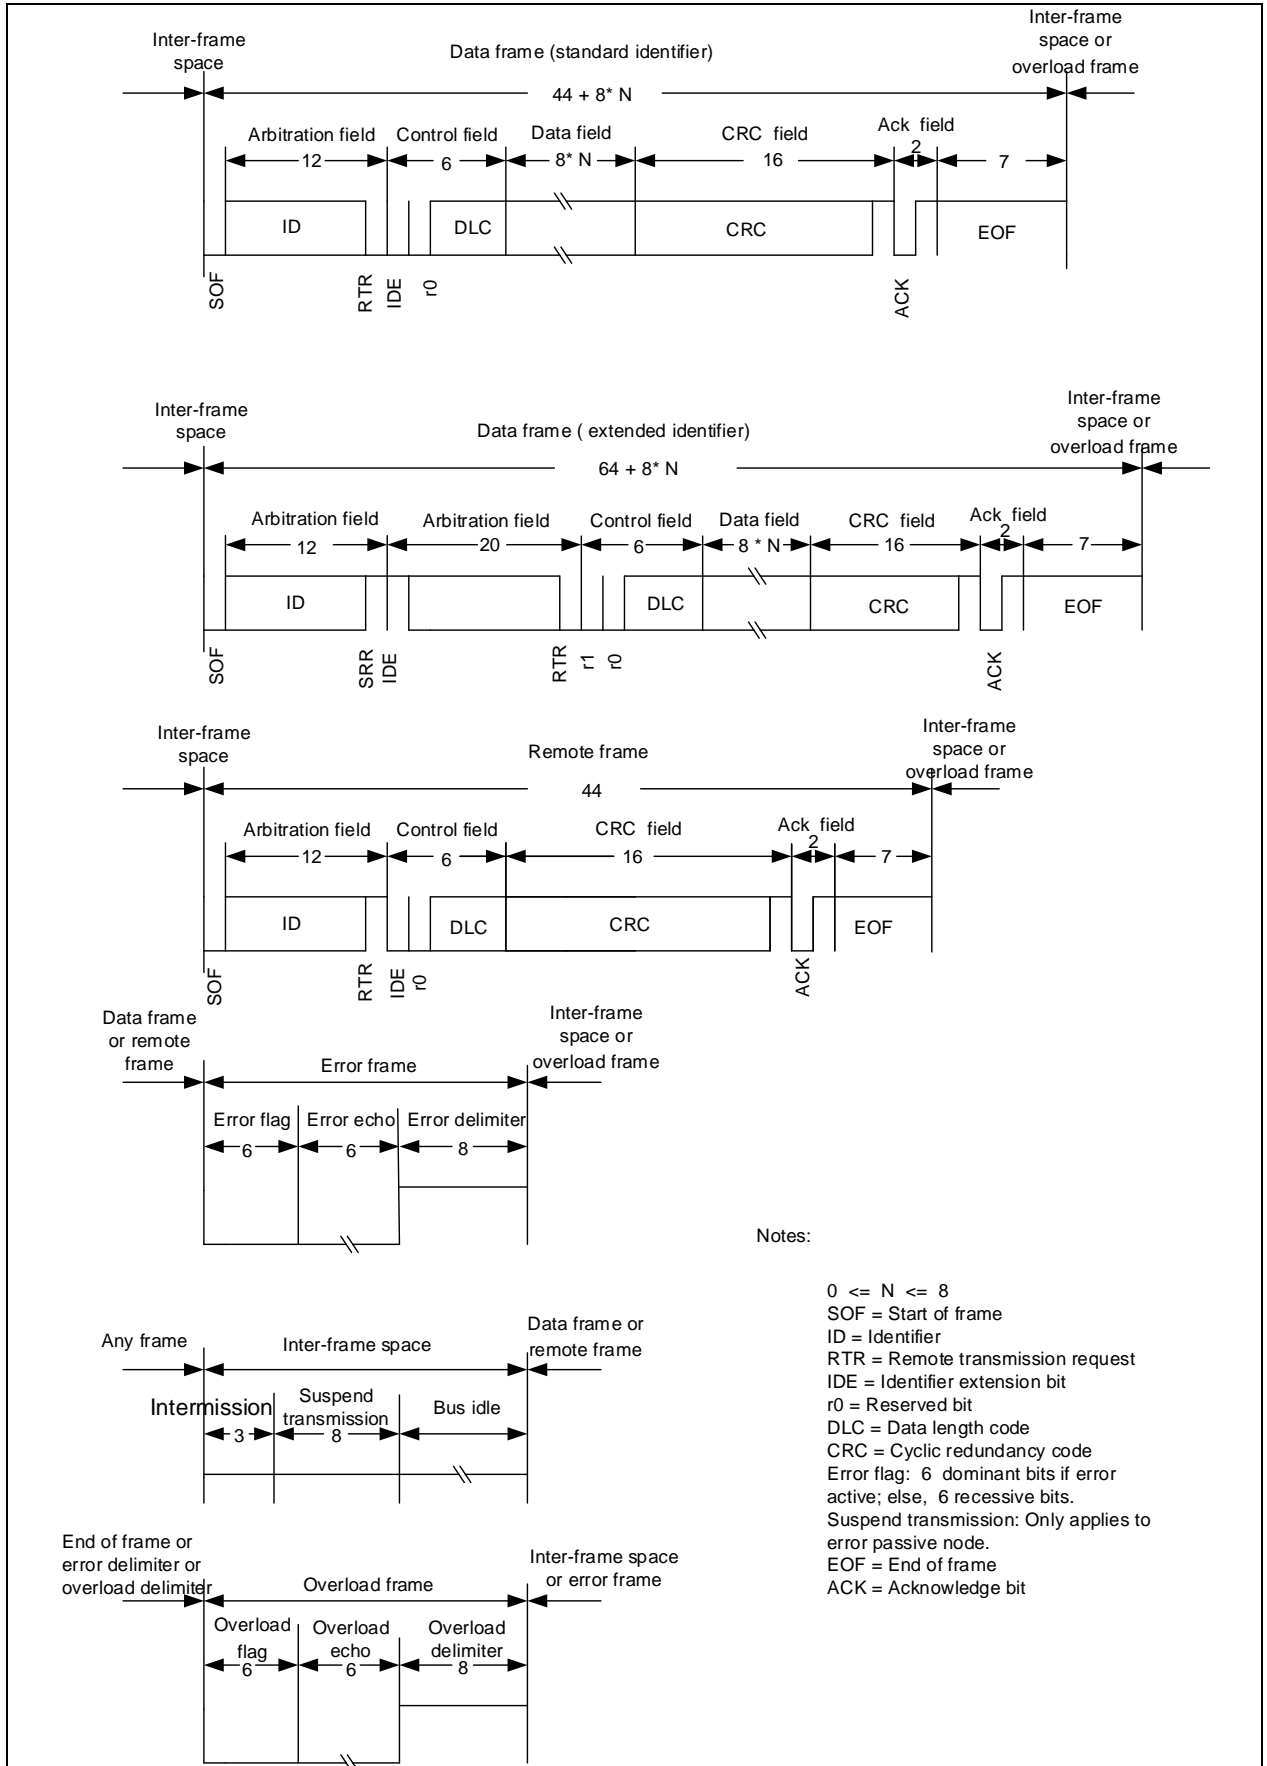 Inter-frame
space
Data frame (standard identifier)
Inter-frame
space or
overload frame
44 + 8* N
Arbitration field
Control field
Data field
CRC field
Ack field
12
6
8* N
16
2
7
ID
DLC
CRC
EOF
SOF
RTR
IDE
r0
ACK
Inter-frame
space
Data frame ( extended identifier)
Inter-frame
space or
overload frame
64 + 8* N
Arbitration field
Arbitration field
Control field
Data field
CRC field
Ack field
12
20
6
8 * N
16
2
7
ID
DLC
CRC
EOF
SOF
SRR
IDE
RTR
r1
r0
ACK
Inter-frame
space
Remote frame
Inter-frame
space or
overload frame
44
Arbitration field
Control field
CRC field
Ack field
12
6
16
2
7
ID
DLC
CRC
EOF
SOF
RTR
IDE
r0
ACK
Data frame
or remote
frame
Error frame
Inter-frame
space or
overload frame
Error flag
Error echo
Error delimiter
6
6
8
Any frame
Inter-frame space
Data frame or
remote frame
Intermission
Suspend
transmission
Bus idle
3
8
End of frame or
error delimiter or
overload delimiter
Overload frame
Inter-frame space
or error frame
Overload
flag
Overload
echo
Overload
delimiter
6
6
8
Notes:
0 <= N <= 8
SOF = Start of frame
ID = Identifier
RTR = Remote transmission request
IDE = Identifier extension bit
r0 = Reserved bit
DLC = Data length code
CRC = Cyclic redundancy code
Error flag: 6 dominant bits if error
active; else, 6 recessive bits.
Suspend transmission: Only applies to
error passive node.
EOF = End of frame
ACK = Acknowledge bit